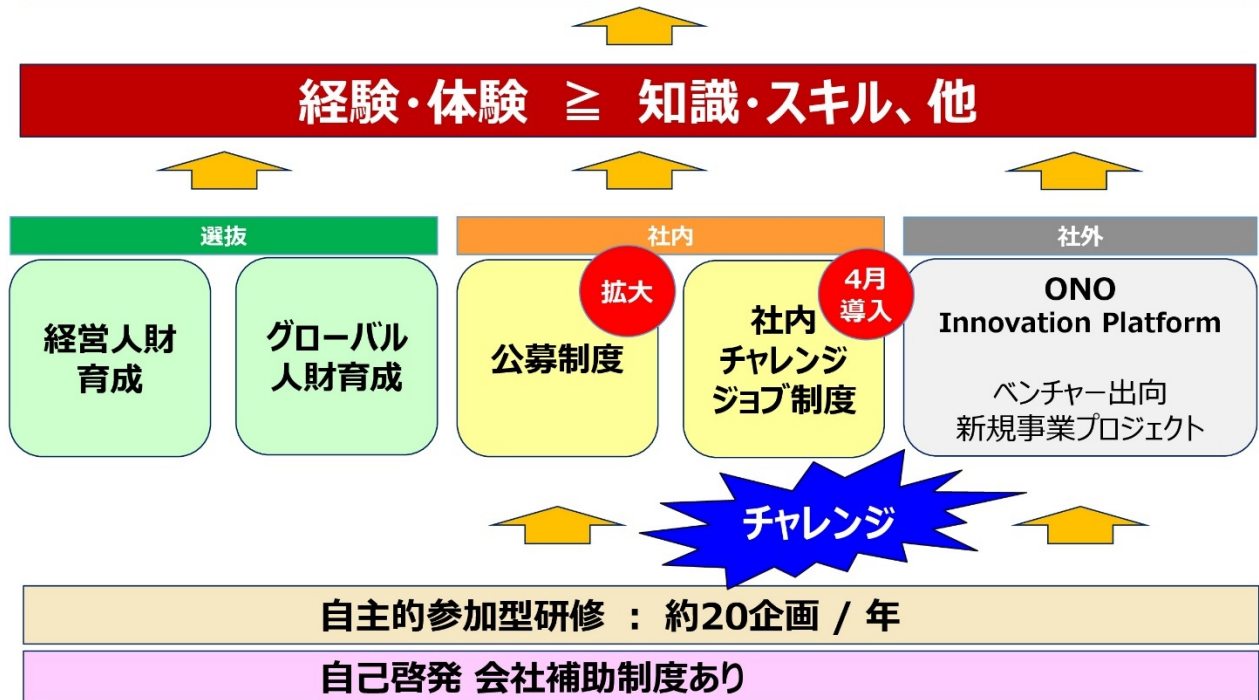 経験・体験 ≧ 知識・スキル、他
選抜
社内
社外
経営人財
育成
グローバル
人財育成
公募制度
拡大
社内
チャレンジ
ジョブ制度
4月
導入
ONO
Innovation Platform
ベンチャー出向
新規事業プロジェクト
チャレンジ
自主的参加型研修 : 約20企画 / 年
自己啓発 会社補助制度あり